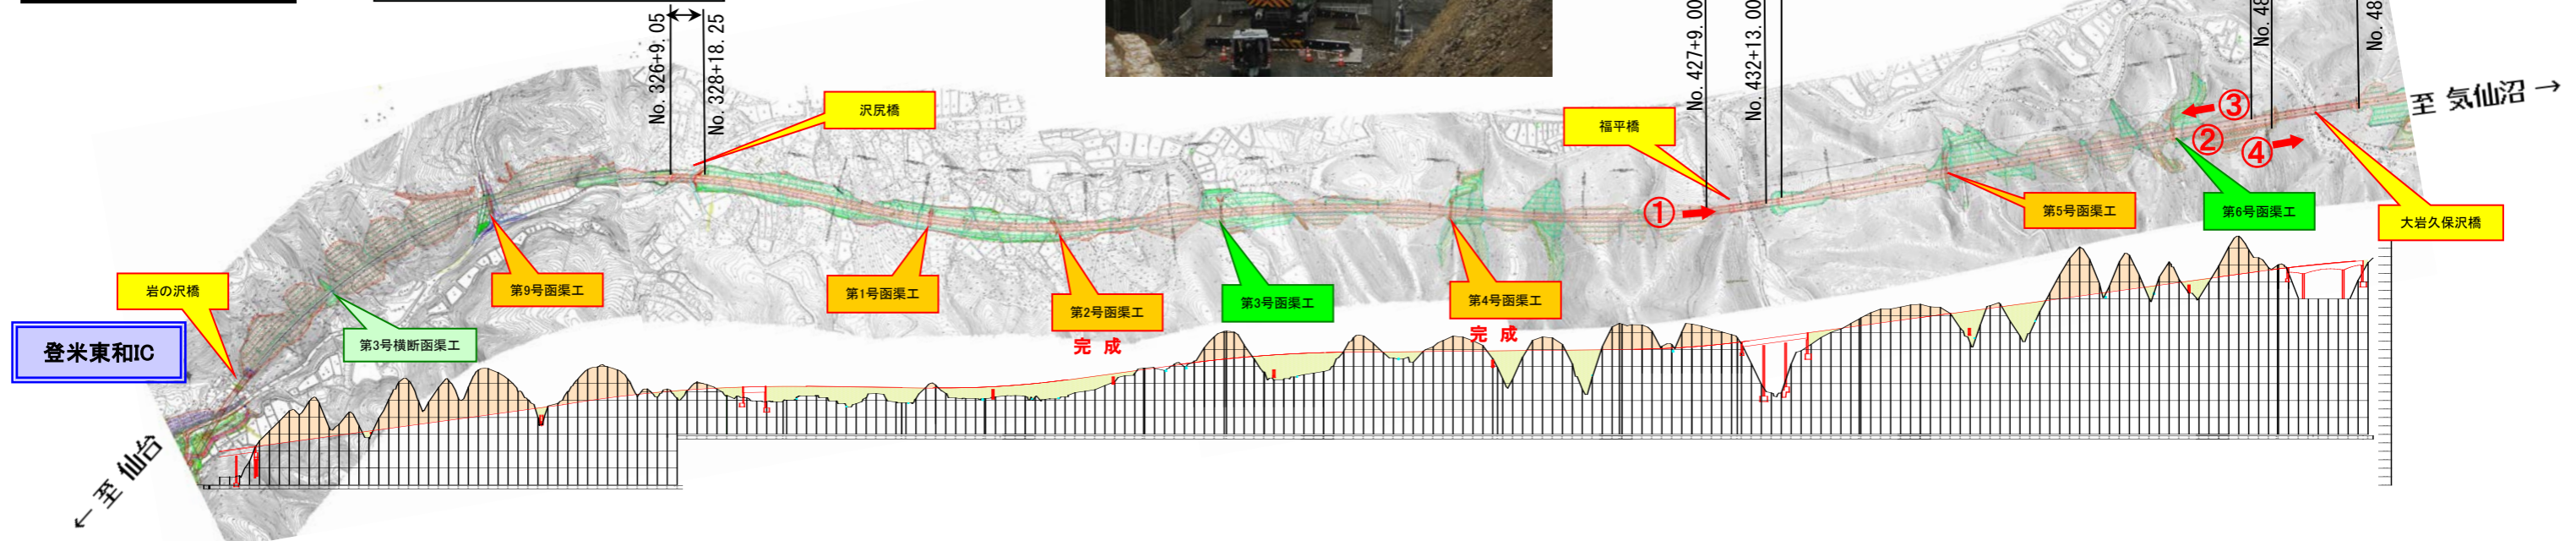 No. 326+9. 05
No. 328+18. 25
No. 427+9. 00
No. 432+13. 00
No. 48
No. 48
至 気仙沼 →
沢尻橋
福平橋
③
②
④
①
第5号函渠工
第6号函渠工
大岩久保沢橋
岩の沢橋
第9号函渠工
第1号函渠工
第2号函渠工
完 成
第3号函渠工
第4号函渠工
完 成
登米東和IC
第3号横断函渠工
← 至 仙台